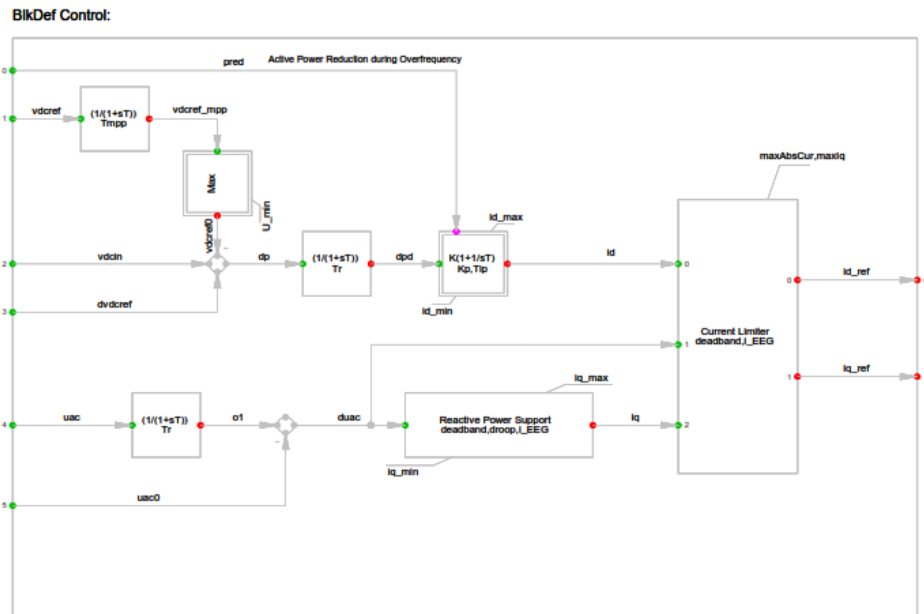 BlkDef Control:
0
pred
Active Power Reduction during Overfrequency
1
vdcref
(1/(1+sT))
Tmpp
vdcref_mpp
Max
U_min
vdcref0
-
maxAbsCur,maxIq
2
vdcin
dp
(1/(1+sT))
Tr
dpd
id_max
K(1+1/sT)
Kp,Tip
id_min
id
0
3
dvdcref
0
id_ref
0
Current Limiter
deadband,i_EEG
1
1
iq_ref
1
4
uac
(1/(1+sT))
Tr
o1
-
duac
iq_max
Reactive Power Support
deadband,droop,i_EEG
iq_min
iq
2
5
uac0